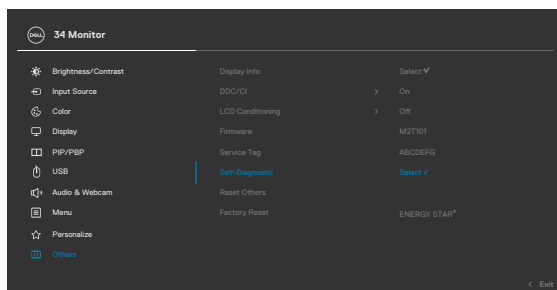 DELL 34 Monitor
Brightness/Contrast Display Info Select ✓
Input Source DDC/CI > On
Color LCD Conditioning > Off
Display Firmware M2T101
PIP/PBP Service Tag ABCDEFG
USB Self-Diagnostic Select √
Audio & Webcam Reset Others
Menu Factory Reset ENERGY STAR®
Personalize
Others
< Exit